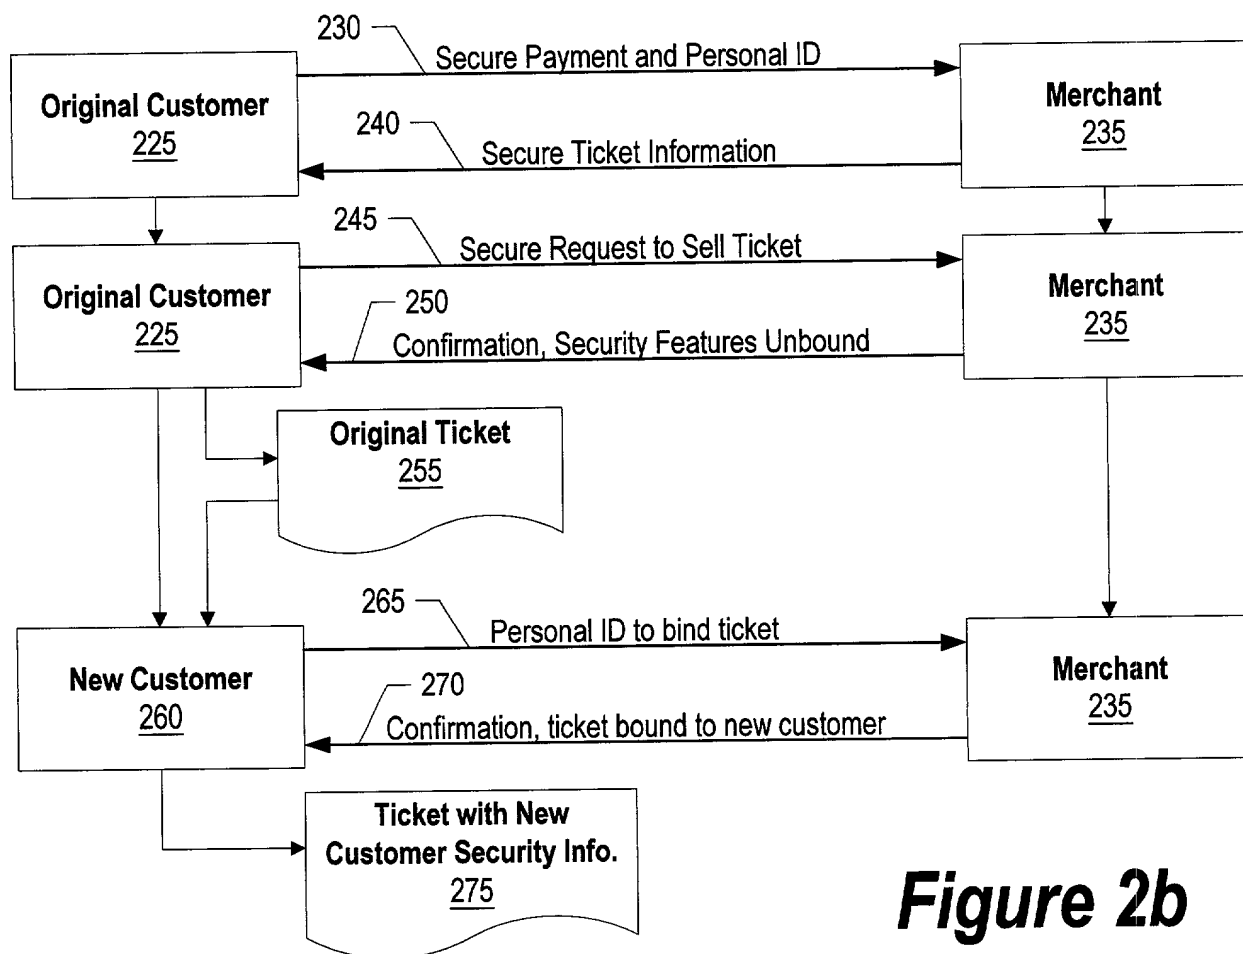 230
Secure Payment and Personal ID
Original Customer
225
Merchant
235
240
Secure Ticket Information
245
Secure Request to Sell Ticket
Original Customer
225
Merchant
235
250
Confirmation, Security Features Unbound
Original Ticket
255
265
Personal ID to bind ticket
New Customer
260
Merchant
235
270
Confirmation, ticket bound to new customer
Ticket with New
Customer Security Info.
275
Figure 2b